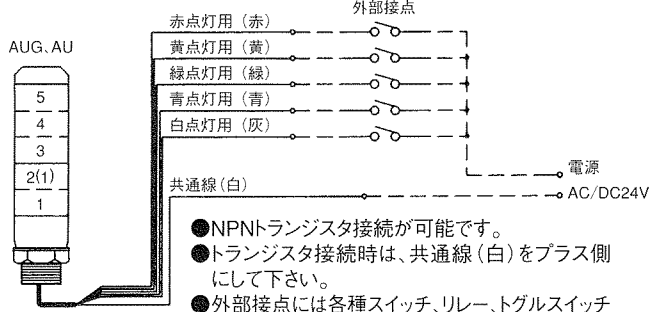 外部接点
赤点灯用（赤）
黄点灯用（黄）
緑点灯用（緑）
青点灯用（青）
白点灯用（灰）
AUG、AU
5
4
3
2(1)
1
共通線(白)
電源
AC/DC24V
●NPNトランジスタ接続が可能です。
●トランジスタ接続時は、共通線（白）をプラス側
にして下さい。
●外部接点には各種スイッチ、リレー、トグルスイッチ